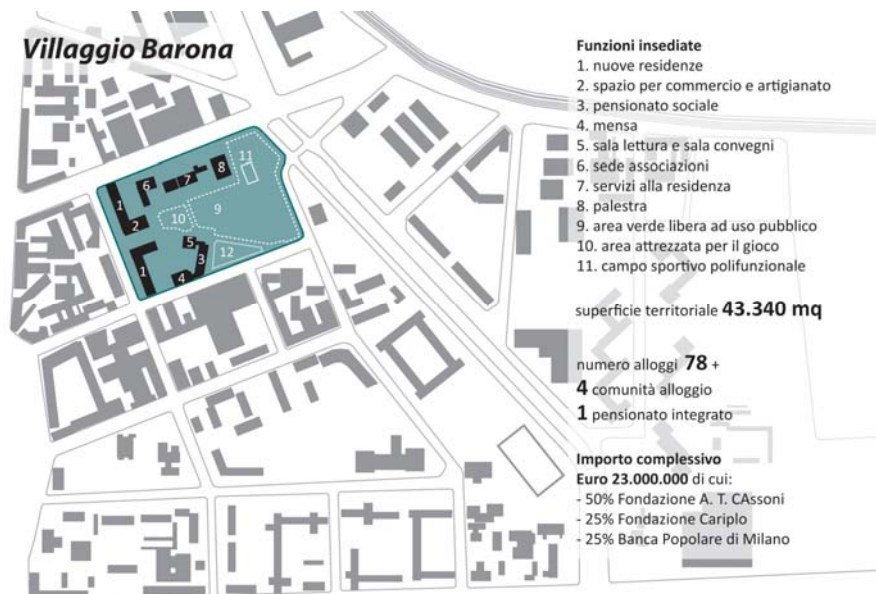 Villaggio Barona
Funzioni insediate
1. nuove residenze
2. spazio per commercio e artigianato
3. pensionato sociale
4. mensa
5. sala lettura e sala convegni
6. sede associazioni
7. servizi alla residenza
8. palestra
9. area verde libera ad uso pubblico
10. area attrezzata per il gioco
11. campo sportivo polifunzionale
superficie territoriale 43.340 mq
numero alloggi 78 +
4 comunità alloggio
1 pensionato integrato
Importo complessivo
Euro 23.000.000 di cui:
- 50% Fondazione A. T. CAssoni
- 25% Fondazione Cariplo
- 25% Banca Popolare di Milano
11
8
7
6
1
9
10
2
5
12
3
1
4